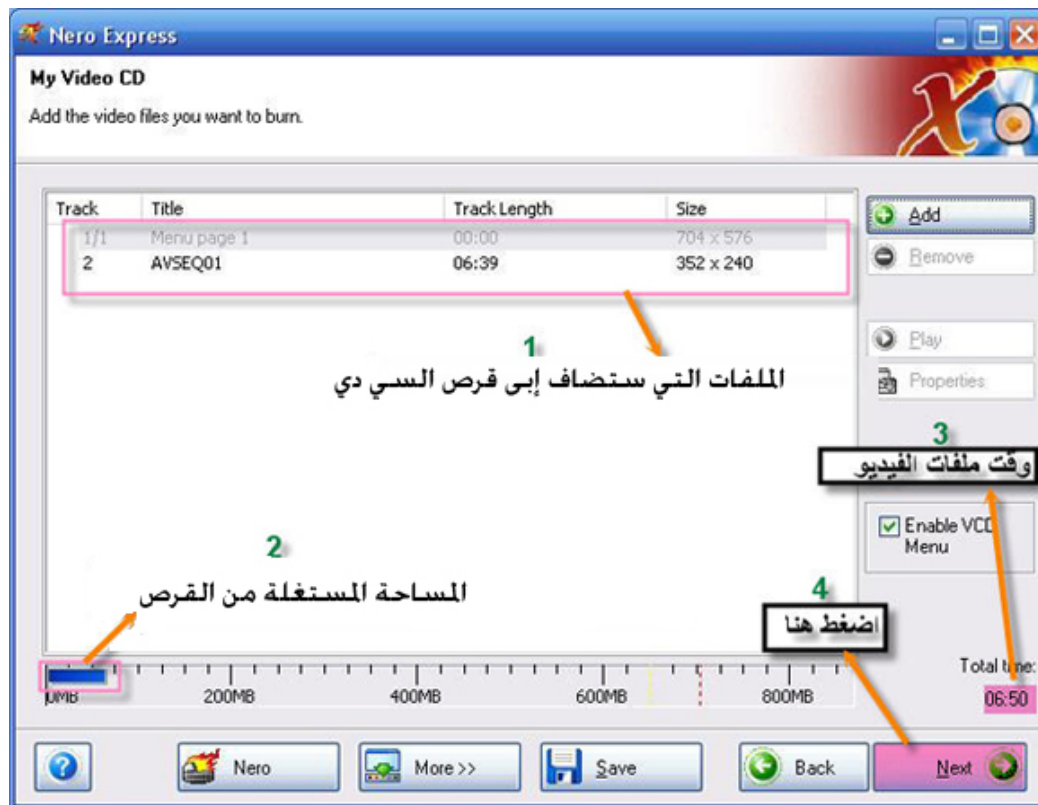 Nero Express
My Video CD
Add the video files you want to burn.
Track Title Track Length Size
1/1 Menu page 1 00:00 704 x 576
2 AVSEQ01 06:39 352 x 240
Add
Remove
Play
Properties
1
الملفات التي ستضاف إبى قرص السي دي
3
وقت ملفات الفيديو
Enable VCD
Menu
2
المساحة المستغلة من القرص
4
اضغط هنا
0MB 200MB 400MB 600MB 800MB
Total time:
06:50
Nero More >> Save Back Next